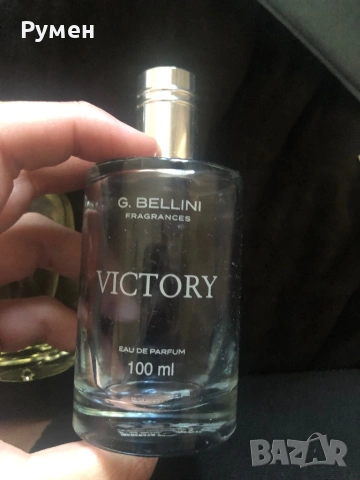 Румен
G. BELLINI
FRAGRANCES
VICTORY
EAU DE PARFUM
100 ml
BAZAR